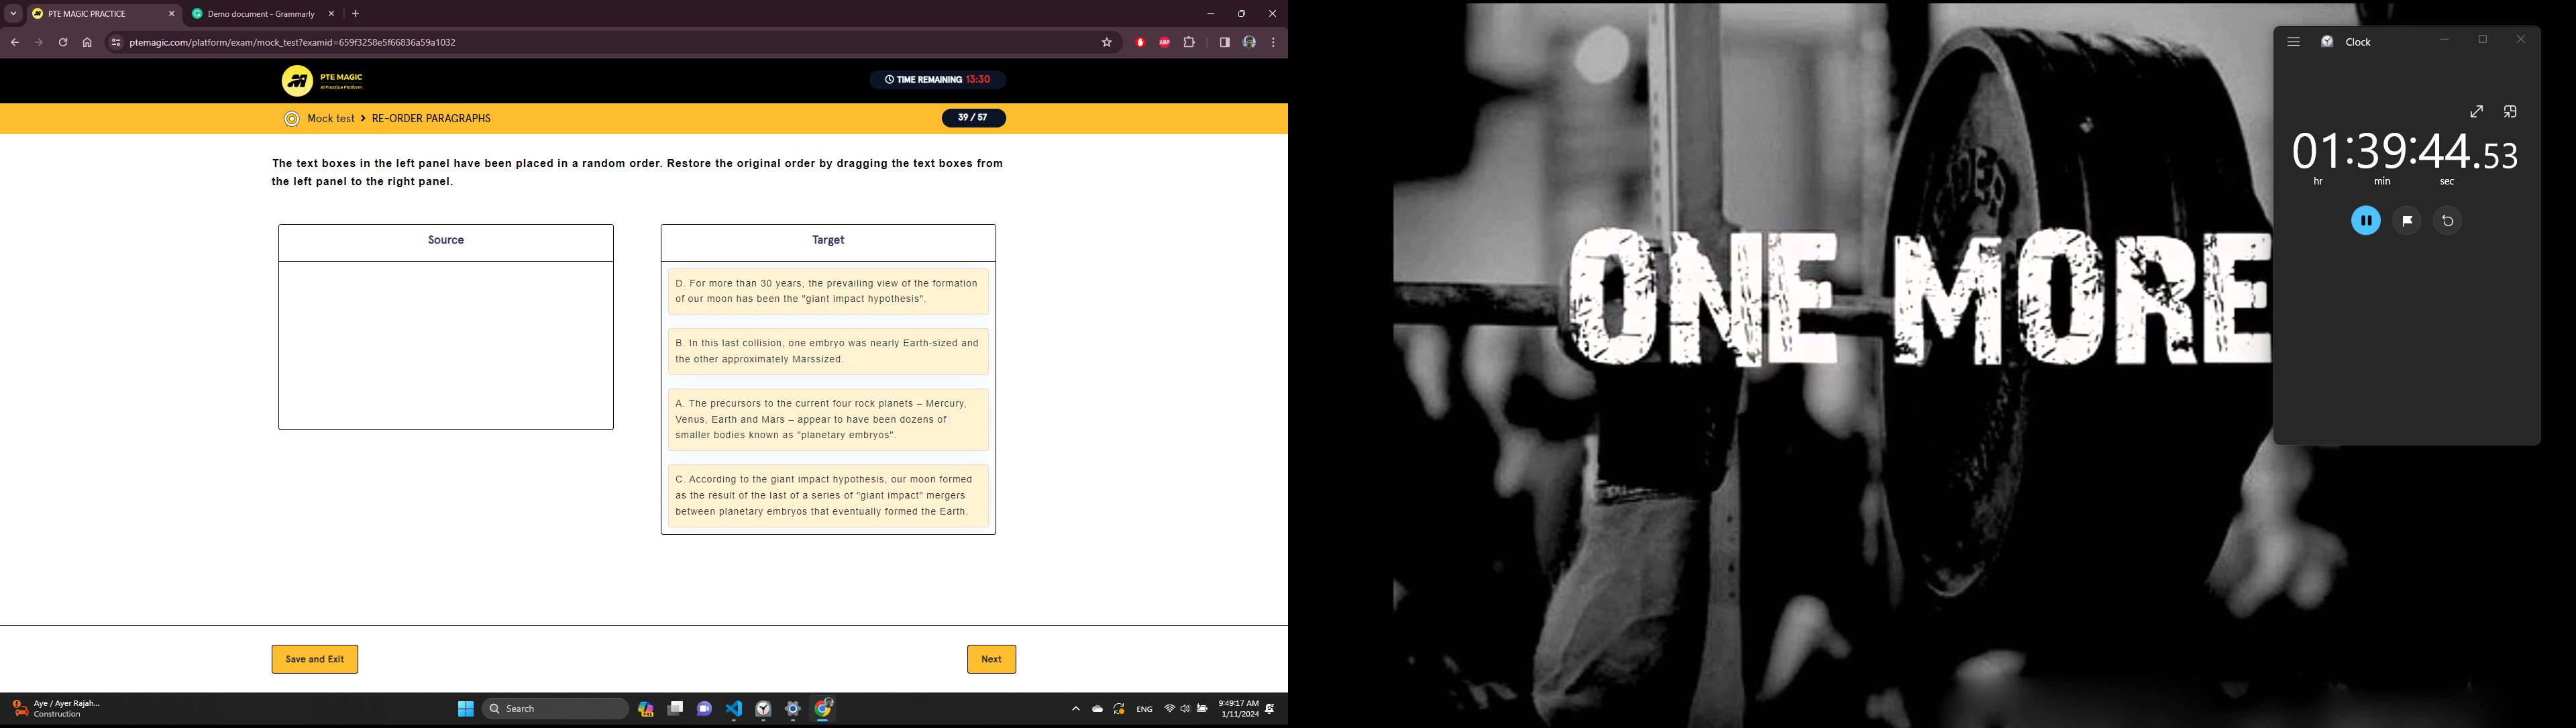 PTE MAGIC PRACTICE
Demo document - Grammarly
ptemagic.com/platform/exam/mock_test?examid=659f3258e5f66836a59a1032
ABP
PTE MAGIC
AI Practice Platform
TIME REMAINING 13:30
Mock test > RE-ORDER PARAGRAPHS
39 / 57
The text boxes in the left panel have been placed in a random order. Restore the original order by dragging the text boxes from
the left panel to the right panel.
Source
Target
D. For more than 30 years, the prevailing view of the formation
of our moon has been the "giant impact hypothesis".
B. In this last collision, one embryo was nearly Earth-sized and
the other approximately Marssized.
A. The precursors to the current four rock planets – Mercury,
Venus, Earth and Mars – appear to have been dozens of
smaller bodies known as "planetary embryos".
C. According to the giant impact hypothesis, our moon formed
as the result of the last of a series of "giant impact" mergers
between planetary embryos that eventually formed the Earth.
Save and Exit
Next
Aye / Ayer Rajah...
Construction
Search
ENG
9:49:17 AM
1/11/2024
ONE MORE
Clock
01:39:44.53
hr min sec